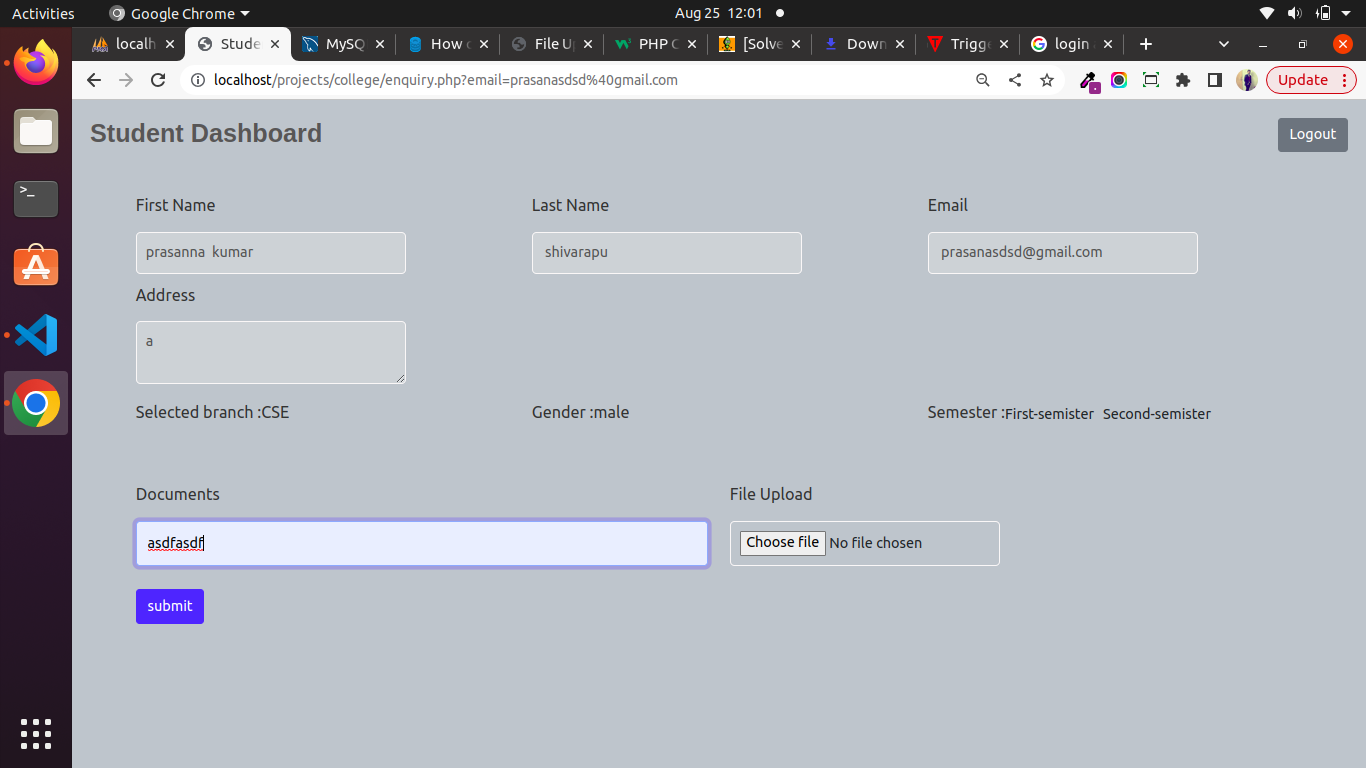 Activities Google Chrome Aug 25 12:01
localh Stude MySQ How c File U PHP C [Solve Down Trigge login
localhost/projects/college/enquiry.php?email=prasanasdsd%40gmail.com Update
Student Dashboard Logout
First Name Last Name Email
prasanna kumar shivarapu prasanasdsd@gmail.com
Address
a
Selected branch :CSE Gender :male Semester :First-semister Second-semister
Documents File Upload
asdfasdf Choose file No file chosen
submit